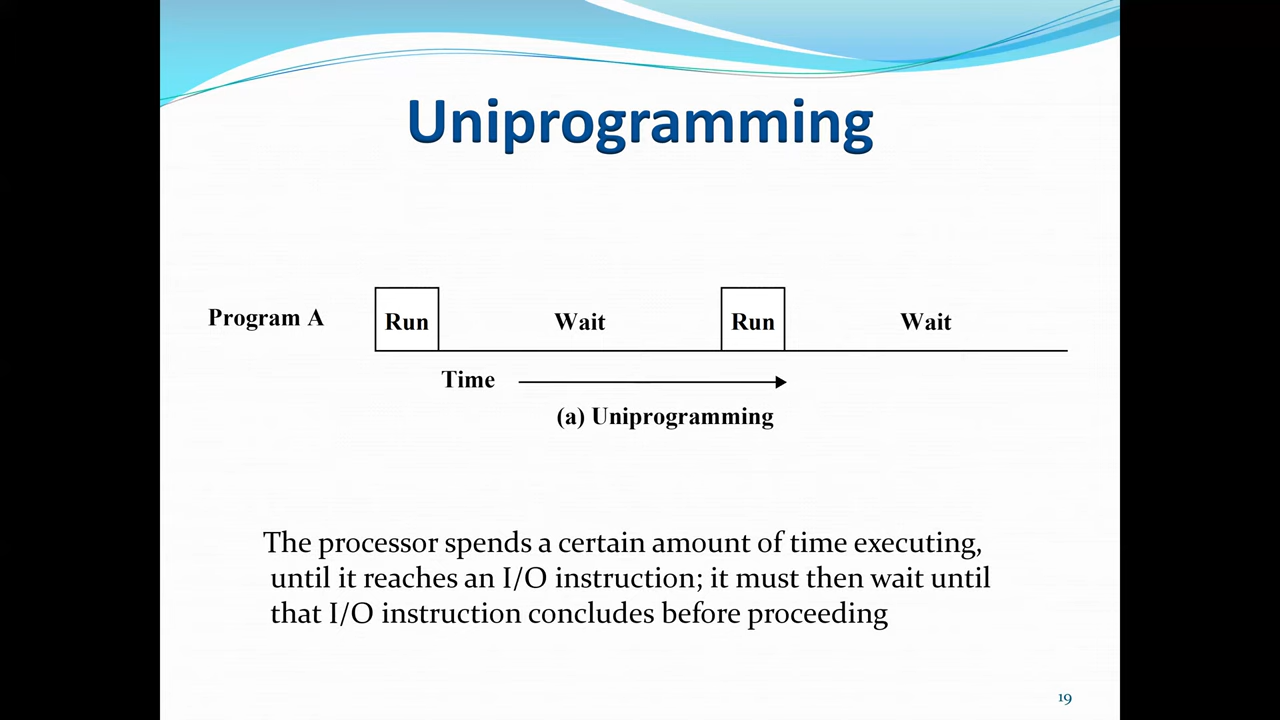 Uniprogramming
Program A Run Wait Run Wait
Time
(a) Uniprogramming
The processor spends a certain amount of time executing,
until it reaches an I/O instruction; it must then wait until
that I/O instruction concludes before proceeding
19